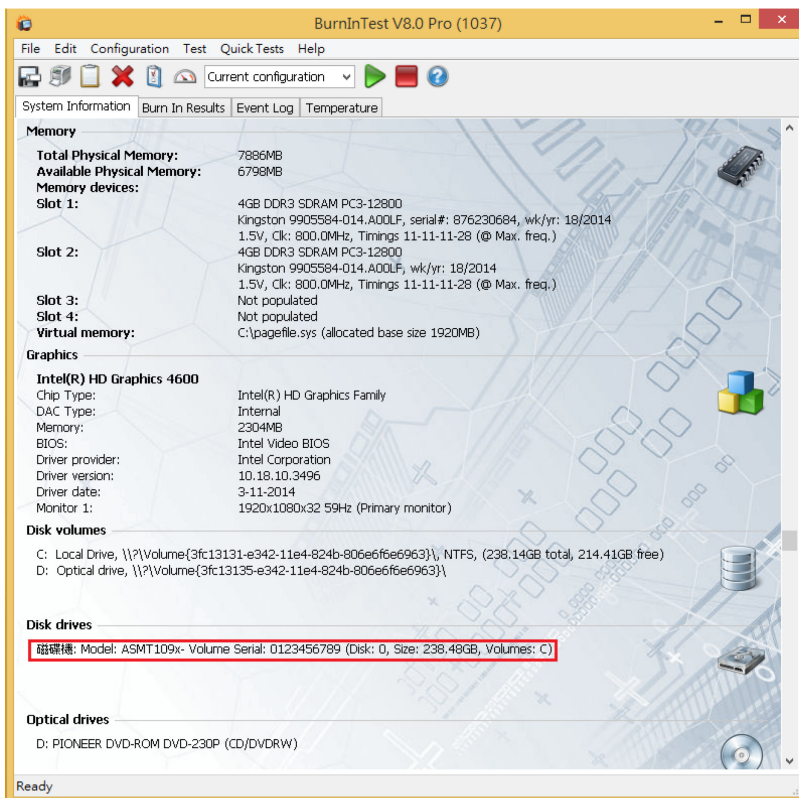 BurnInTest V8.0 Pro (1037)
File Edit Configuration Test Quick Tests Help
Current configuration
System Information Burn In Results Event Log Temperature
Memory
Total Physical Memory: 7886MB
Available Physical Memory: 6798MB
Memory devices:
Slot 1: 4GB DDR3 SDRAM PC3-12800
Kingston 9905584-014.A00LF, serial#: 876230684, wk/yr: 18/2014
1.5V, Clk: 800.0MHz, Timings 11-11-11-28 (@ Max. freq.)
Slot 2: 4GB DDR3 SDRAM PC3-12800
Kingston 9905584-014.A00LF, wk/yr: 18/2014
1.5V, Clk: 800.0MHz, Timings 11-11-11-28 (@ Max. freq.)
Slot 3: Not populated
Slot 4: Not populated
Virtual memory: C:\pagefile.sys (allocated base size 1920MB)
Graphics
Intel(R) HD Graphics 4600
Chip Type: Intel(R) HD Graphics Family
DAC Type: Internal
Memory: 2304MB
BIOS: Intel Video BIOS
Driver provider: Intel Corporation
Driver version: 10.18.10.3496
Driver date: 3-11-2014
Monitor 1: 1920x1080x32 59Hz (Primary monitor)
Disk volumes
C: Local Drive, \\?\Volume{3fc13131-e342-11e4-824b-806e6f6e6963}\, NTFS, (238.14GB total, 214.41GB free)
D: Optical drive, \\?\Volume{3fc13135-e342-11e4-824b-806e6f6e6963}\
Disk drives
磁碟機: Model: ASMT109x- Volume Serial: 0123456789 (Disk: 0, Size: 238.48GB, Volumes: C)
Optical drives
D: PIONEER DVD-ROM DVD-230P (CD/DVDRW)
Ready